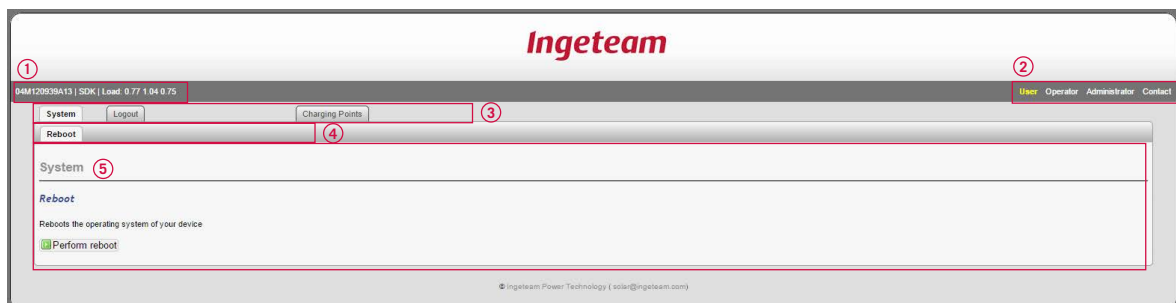 Ingeteam
① ②
04M120939A13 | SDK | Load: 0.77 1.04 0.75 User Operator Administrator Contact
System Logout Charging Points ③
Reboot ④
System ⑤
Reboot
Reboots the operating system of your device
Perform reboot
© Ingeteam Power Technology ( solar@ingeteam.com)